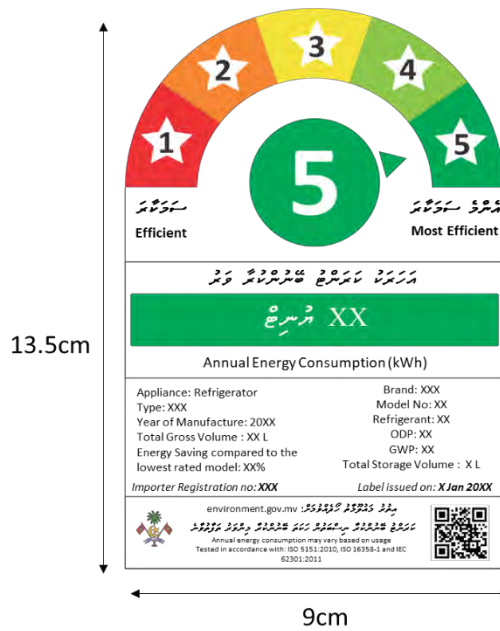 1
2
3
4
5
5
ސަމަކާރަ
Efficient
އެންމެ ސަމަކާރަ
Most Efficient
އަހަރަކު ކަރަންޓު ބޭނުންކުރާ ވަރު
XX ޔުނިޓް
Annual Energy Consumption (kWh)
13.5cm
Appliance: Refrigerator
Type: XXX
Year of Manufacture: 20XX
Total Gross Volume : XX L
Energy Saving compared to the
lowest rated model: XX%
Importer Registration no: XXX
Brand: XXX
Model No: XX
Refrigerant: XX
ODP: XX
GWP: XX
Total Storage Volume : X L
Label issued on: X Jan 20XX
އިތުރު މަޢުލޫމާތު ހޯއްދެވުމަށް: environment.gov.mv
ކަރަންޓު ބޭނުންކުރާ ނިސްބަތުން ހަކަތަ ބޭނުންކުރާ މިންވަރު ތަފާތުވާނެ
Annual energy consumption may vary based on usage
Tested in accordance with: ISO 5151:2010, ISO 16358-1 and IEC
62301:2011
9cm